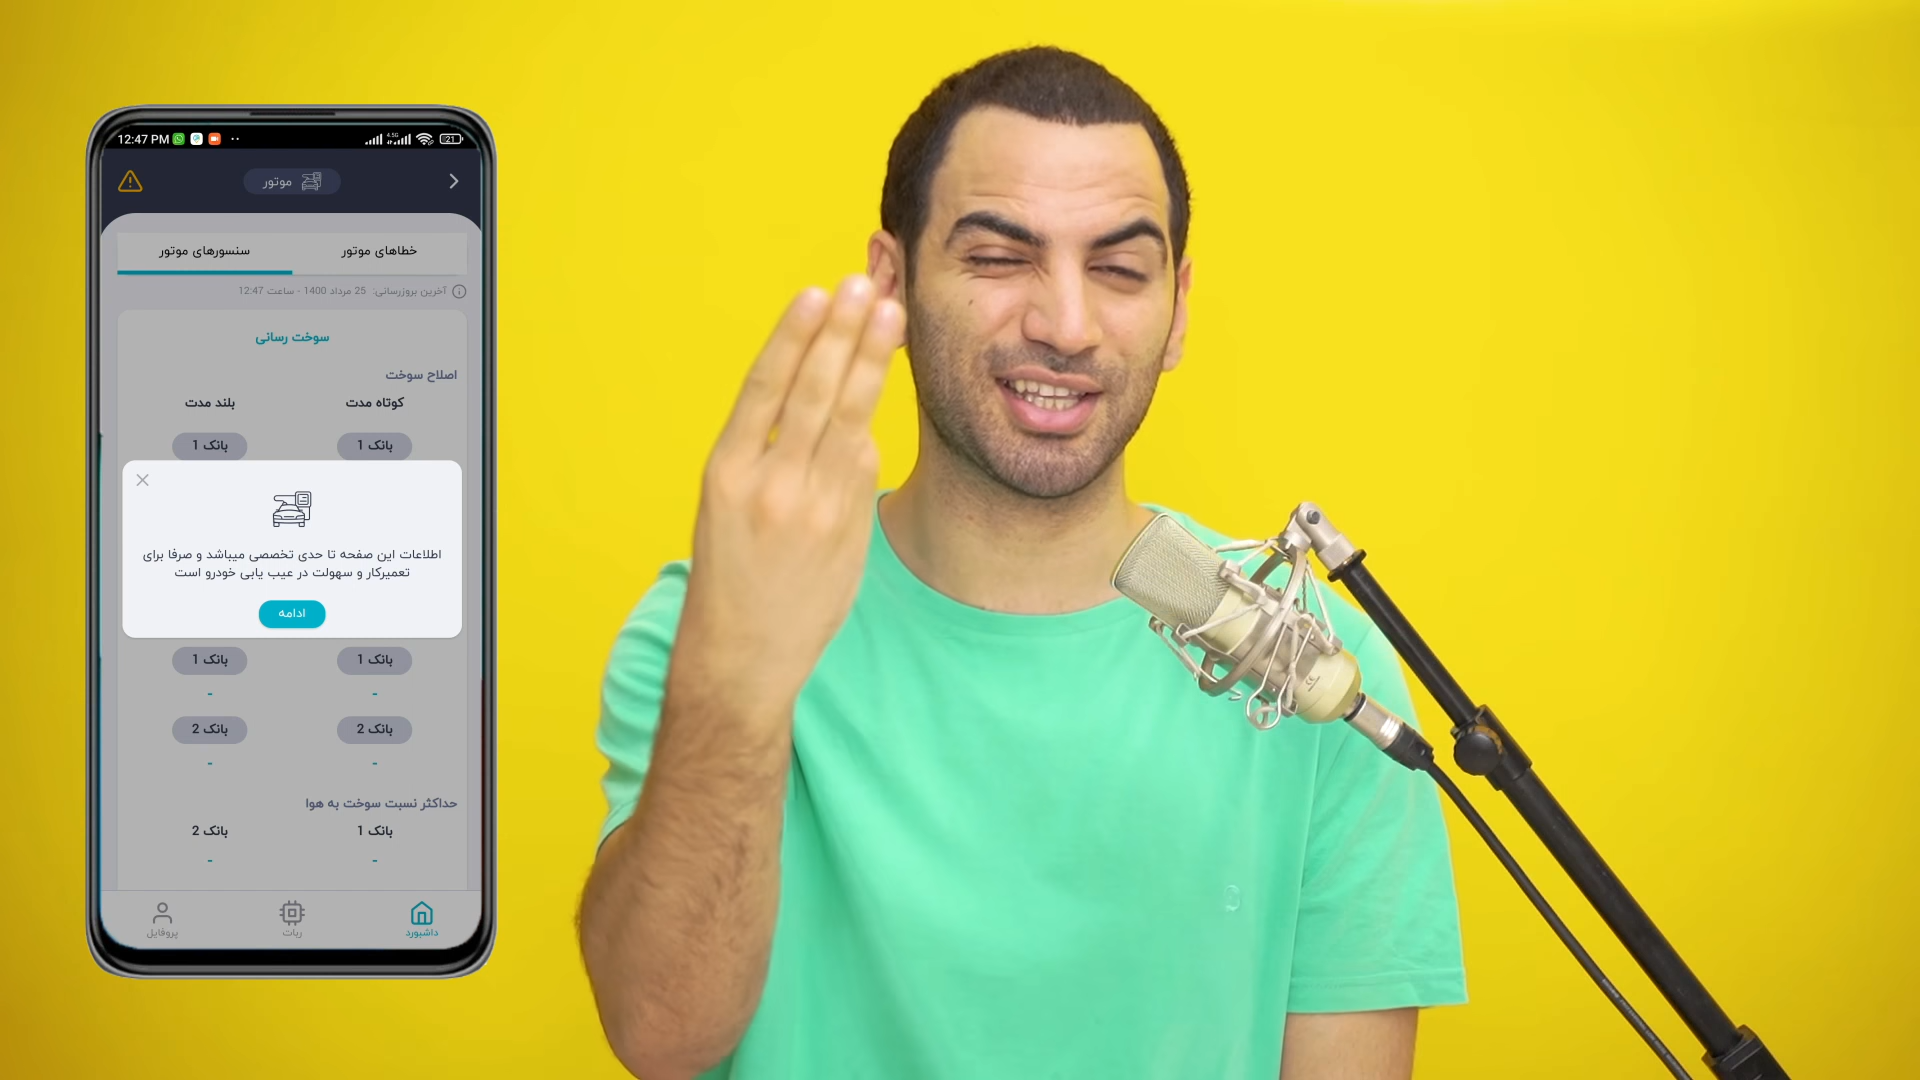 12:47 PM
4.5G
21
موتور
خطاهای موتور
سنسورهای موتور
آخرین بروزرسانی: 25 مرداد 1400 - ساعت 12:47
سوخت رسانی
اصلاح سوخت
کوتاه مدت
بلند مدت
بانک 1
بانک 1
اطلاعات این صفحه تا حدی تخصصی میباشد و صرفا برای
تعمیرکار و سهولت در عیب یابی خودرو است
ادامه
بانک 1
بانک 1
-
-
بانک 2
بانک 2
-
-
حداکثر نسبت سوخت به هوا
بانک 1
بانک 2
-
-
داشبورد
ربات
پروفایل